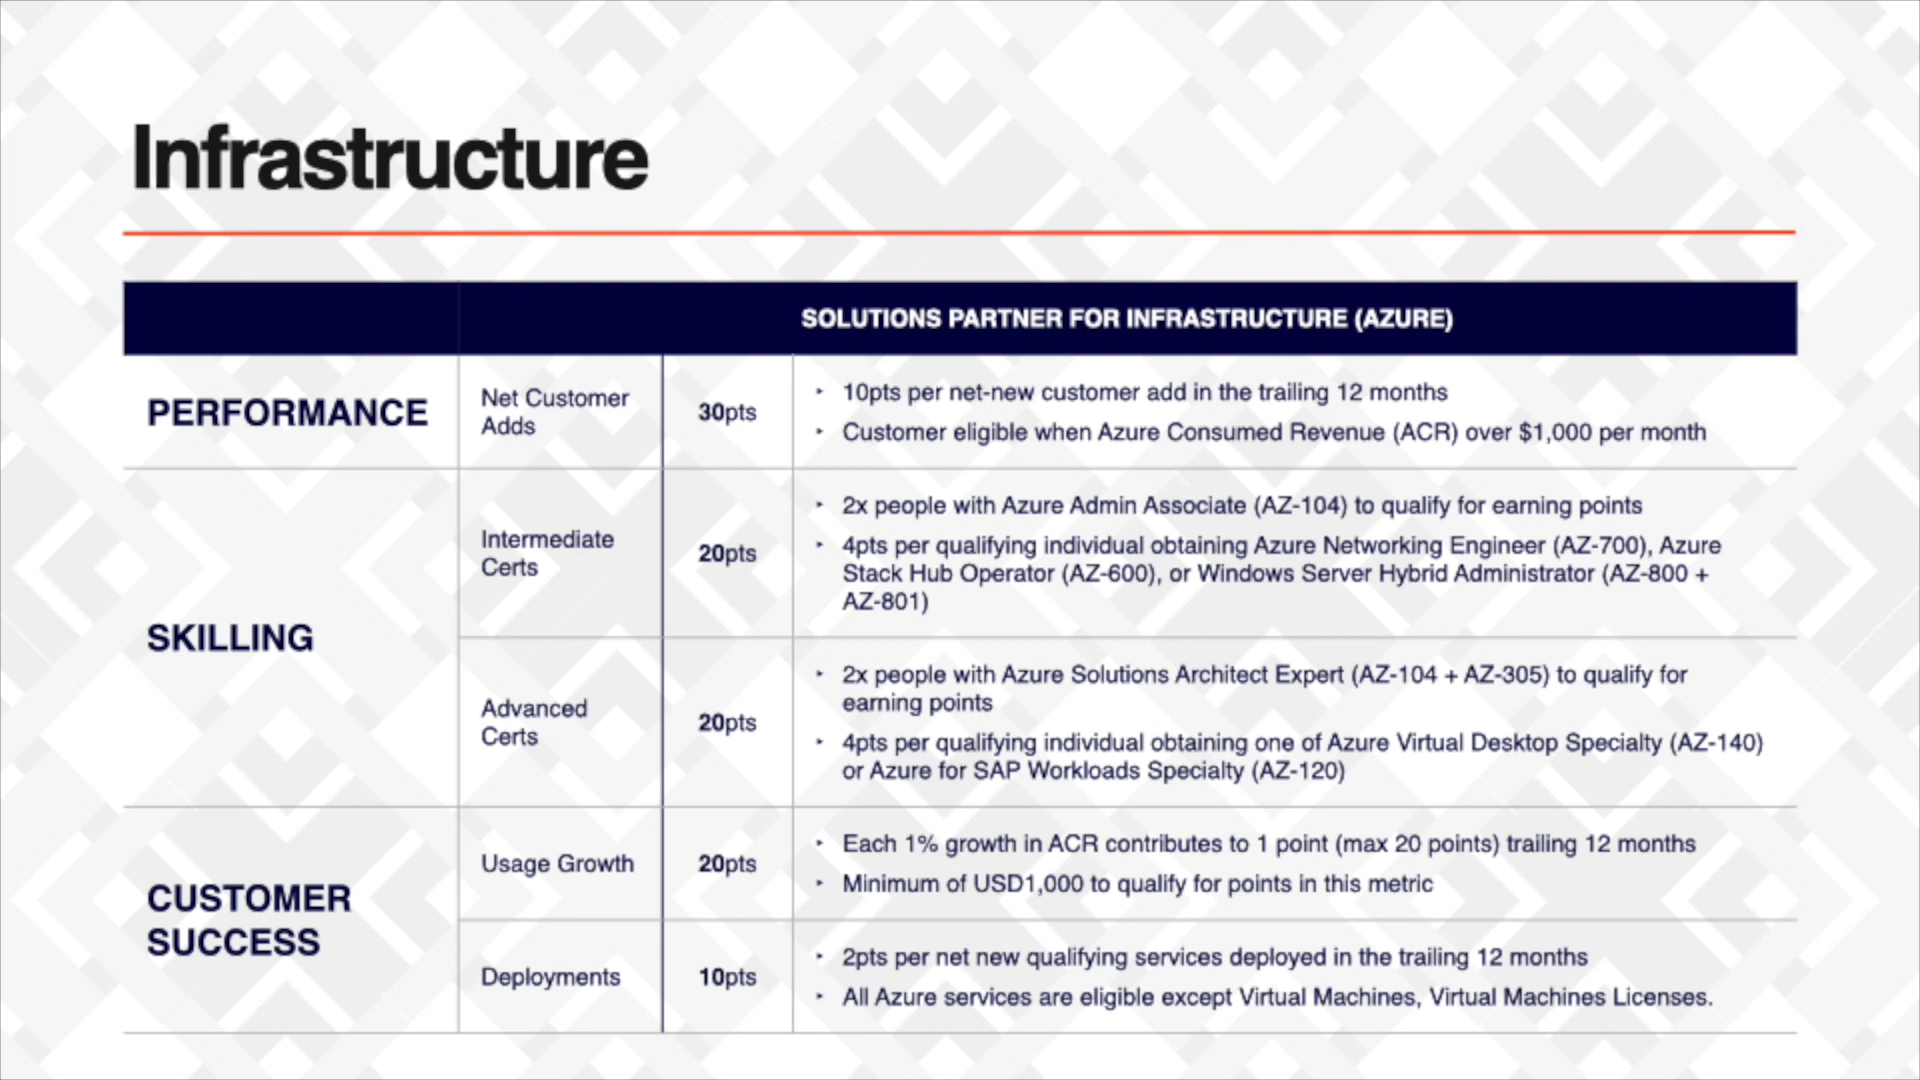 Infrastructure
SOLUTIONS PARTNER FOR INFRASTRUCTURE (AZURE)
PERFORMANCE
Net Customer
Adds
30pts
‣ 10pts per net-new customer add in the trailing 12 months
‣ Customer eligible when Azure Consumed Revenue (ACR) over $1,000 per month
SKILLING
Intermediate
Certs
20pts
‣ 2x people with Azure Admin Associate (AZ-104) to qualify for earning points
‣ 4pts per qualifying individual obtaining Azure Networking Engineer (AZ-700), Azure
Stack Hub Operator (AZ-600), or Windows Server Hybrid Administrator (AZ-800 +
AZ-801)
Advanced
Certs
20pts
‣ 2x people with Azure Solutions Architect Expert (AZ-104 + AZ-305) to qualify for
earning points
‣ 4pts per qualifying individual obtaining one of Azure Virtual Desktop Specialty (AZ-140)
or Azure for SAP Workloads Specialty (AZ-120)
CUSTOMER
SUCCESS
Usage Growth
20pts
‣ Each 1% growth in ACR contributes to 1 point (max 20 points) trailing 12 months
‣ Minimum of USD1,000 to qualify for points in this metric
Deployments
10pts
‣ 2pts per net new qualifying services deployed in the trailing 12 months
‣ All Azure services are eligible except Virtual Machines, Virtual Machines Licenses.